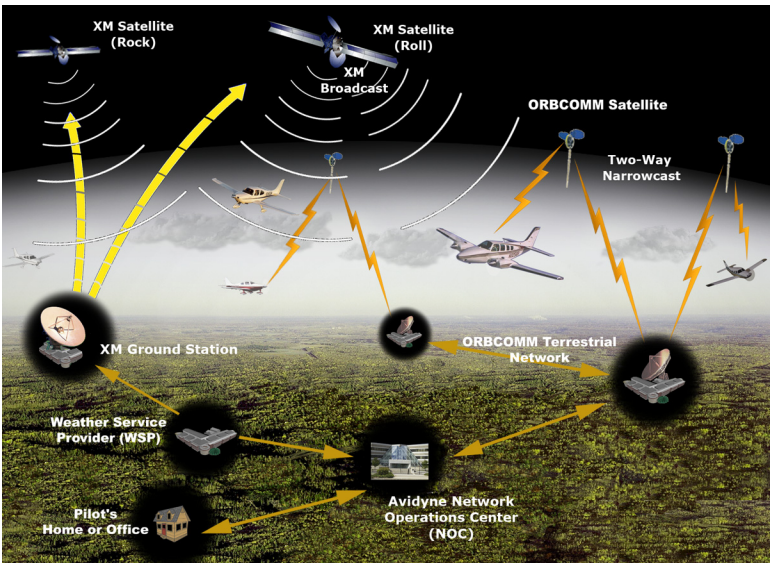 XM Satellite
(Rock)
XM Satellite
(Roll)
XM
Broadcast
ORBCOMM Satellite
Two-Way
Narrowcast
XM Ground Station
ORBCOMM Terrestrial
Network
Weather Service
Provider (WSP)
Pilot's
Home or Office
Avidyne Network
Operations Center
(NOC)